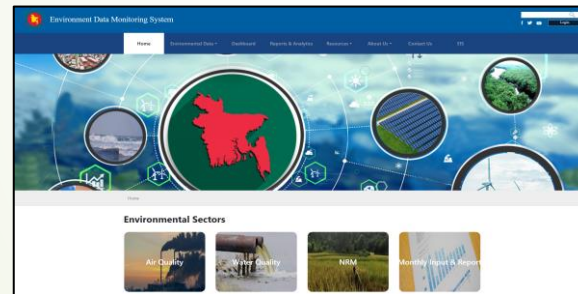 Environment Data Monitoring System
Login
Home Environmental Data Dashboard Reports & Analytics Resources About Us Contact Us
Home
Environmental Sectors
Air Quality Water Quality NRM Monthly Input & Report